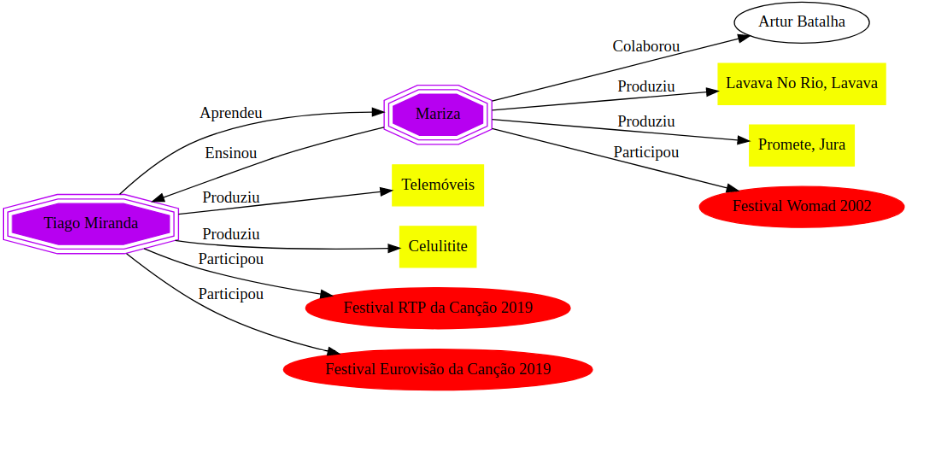 Artur Batalha
Colaborou
Lavava No Rio, Lavava
Produziu
Aprendeu
Mariza
Produziu
Promete, Jura
Ensinou
Participou
Telemóveis
Produziu
Festival Womad 2002
Tiago Miranda
Produziu
Celulitite
Participou
Participou
Festival RTP da Canção 2019
Festival Eurovisão da Canção 2019